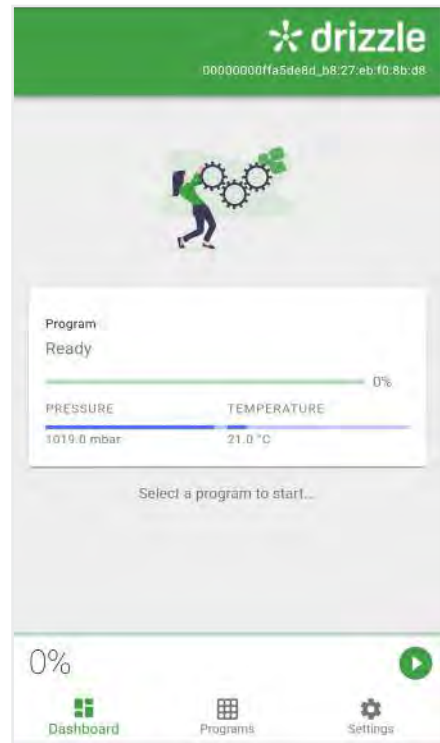 drizzle
00000000ffa5de8d_b8:27:eb:f0:8b:d8
Program
Ready
0%
PRESSURE TEMPERATURE
1019.0 mbar 21.0 °C
Select a program to start...
0%
Dashboard Programs Settings